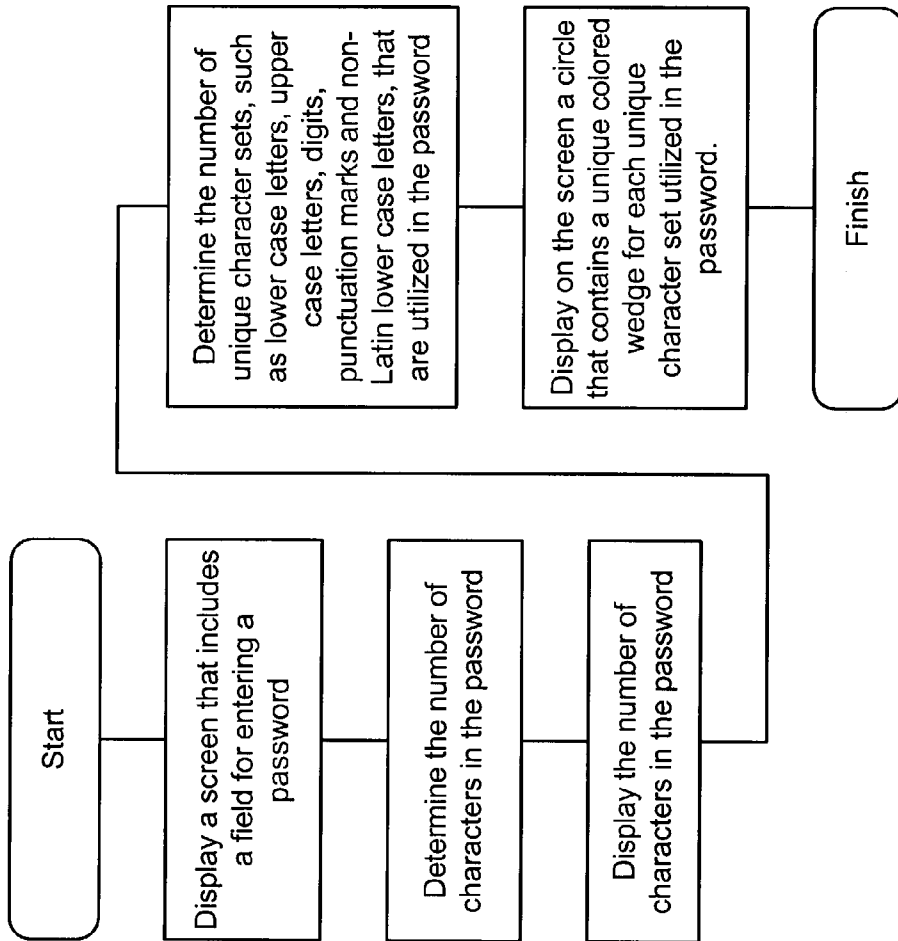 Start
Display a screen that includes
a field for entering a
password
Determine the number of
characters in the password
Display the number of
characters in the password
Determine the number of
unique character sets, such
as lower case letters, upper
case letters, digits,
punctuation marks and non-
Latin lower case letters, that
are utilized in the password
Display on the screen a circle
that contains a unique colored
wedge for each unique
character set utilized in the
password.
Finish